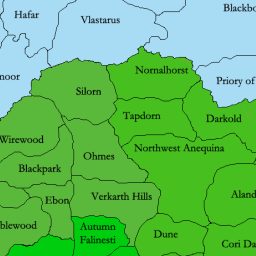 Hafar
Vlastarus
Blackbo
Nornalhorst
moor
Priory of
Silorn
Tapdorn
Darkold
Wirewood
Northwest Anequina
Ohmes
Blackpark
Ebon
Verkarth Hills
Aland
blewood
Autumn
Falinesti
Dune
Cori Da